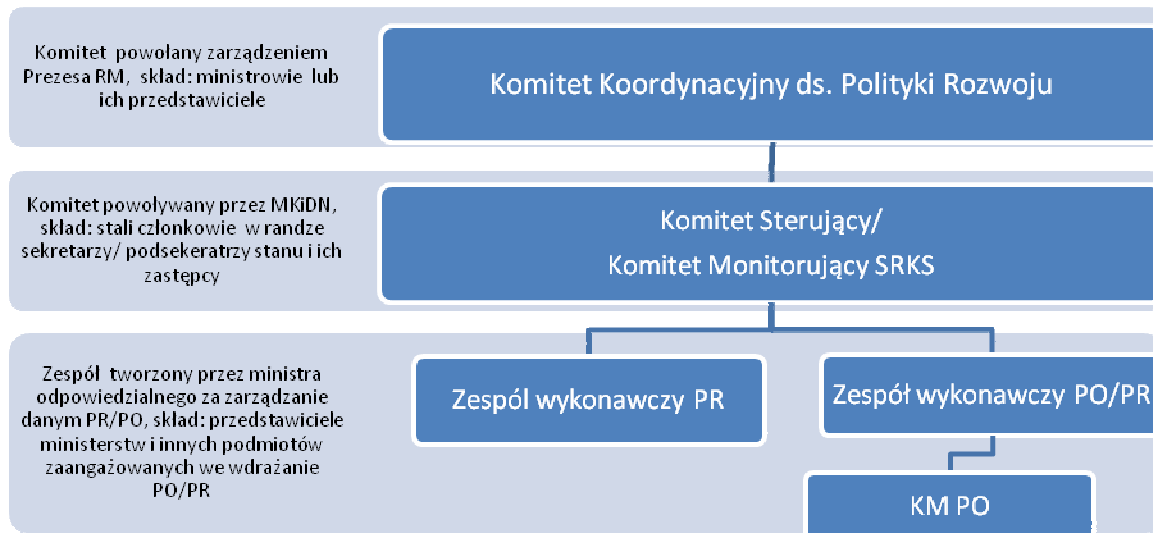 Komitet powołany zarządzeniem
Prezesa RM, skład: ministrowie lub
ich przedstawiciele
Komitet Koordynacyjny ds. Polityki Rozwoju
Komitet powoływany przez MKiDN,
skład: stali członkowie w randze
sekretarzy/ podsekeratrzy stanu i ich
zastępcy
Komitet Sterujący/
Komitet Monitorujący SRKS
Zespół tworzony przez ministra
odpowiedzialnego za zarządzanie
danym PR/PO, skład: przedstawiciele
ministerstw i innych podmiotów
zaangażowanych we wdrażanie
PO/PR
Zespól wykonawczy PR
Zespół wykonawczy PO/PR
KM PO